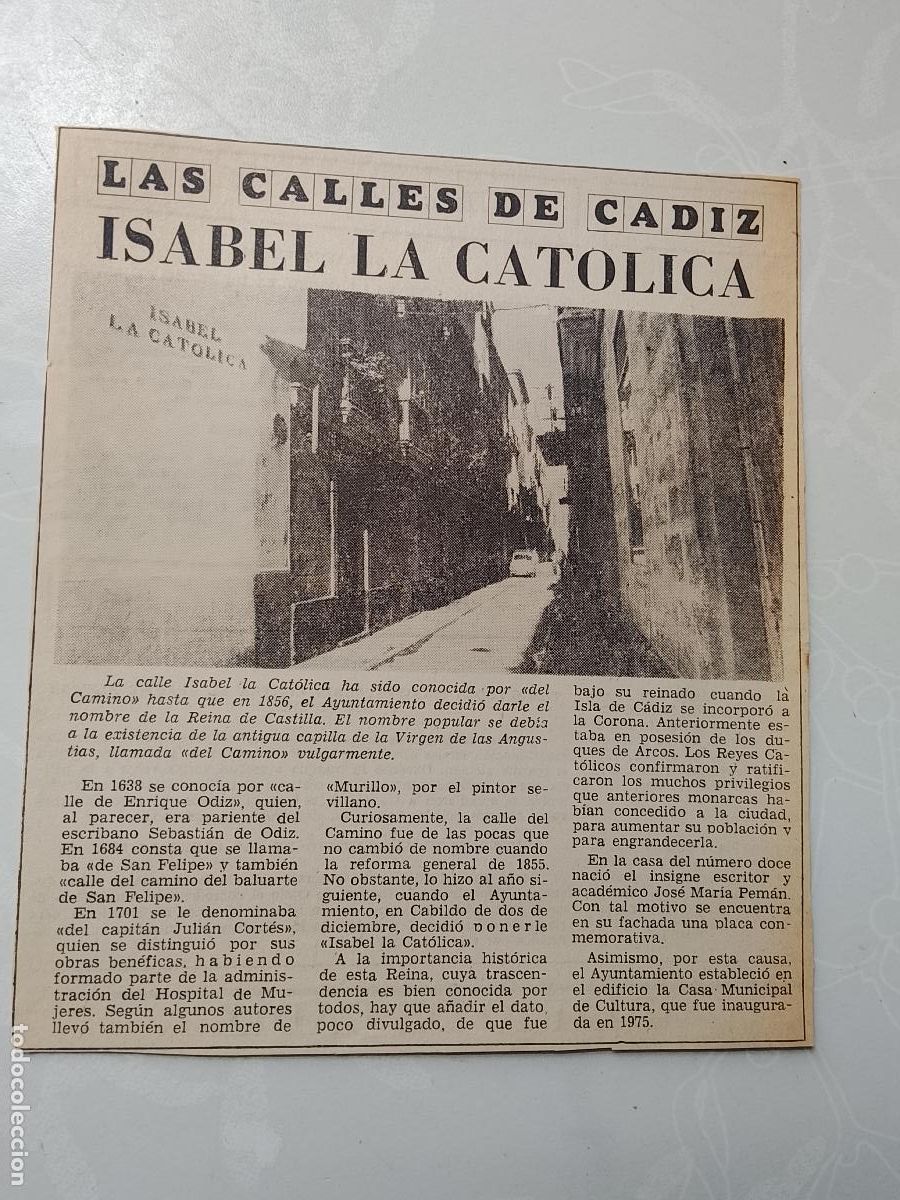 LAS CALLES DE CADIZ
ISABEL LA CATOLICA
ISABEL
LA CATOLICA
La calle Isabel la Católica ha sido conocida por «del
Camino» hasta que en 1856, el Ayuntamiento decidió darle el
nombre de la Reina de Castilla. El nombre popular se debía
a la existencia de la antigua capilla de la Virgen de las Angus-
tias, llamada «del Camino» vulgarmente.
En 1638 se conocía por «ca-
lle de Enrique Odiz», quien,
al parecer, era pariente del
escribano Sebastián de Odiz.
En 1684 consta que se llama-
ba «de San Felipe» y también
«calle del camino del baluarte
de San Felipe».
En 1701 se le denominaba
«del capitán Julián Cortés»,
quien se distinguió por sus
obras benéficas, habiendo
formado parte de la adminis-
tración del Hospital de Mu-
jeres. Según algunos autores
llevó también el nombre de
«Murillo», por el pintor se-
villano.
Curiosamente, la calle del
Camino fue de las pocas que
no cambió de nombre cuando
la reforma general de 1855.
No obstante, lo hizo al año si-
guiente, cuando el Ayunta-
miento, en Cabildo de dos de
diciembre, decidió ponerle
«Isabel la Católica».
A la importancia histórica
de esta Reina, cuya trascen-
dencia es bien conocida por
todos, hay que añadir el dato,
poco divulgado, de que fue
bajo su reinado cuando la
Isla de Cádiz se incorporó a
la Corona. Anteriormente es-
taba en posesión de los du-
ques de Arcos. Los Reyes Ca-
tólicos confirmaron y ratifi-
caron los muchos privilegios
que anteriores monarcas ha-
bían concedido a la ciudad,
para aumentar su población y
para engrandecerla.
En la casa del número doce
nació el insigne escritor y
académico José María Pemán.
Con tal motivo se encuentra
en su fachada una placa con-
memorativa.
Asimismo, por esta causa,
el Ayuntamiento estableció en
el edificio la Casa Municipal
de Cultura, que fue inaugura-
da en 1975.
todocoleccion